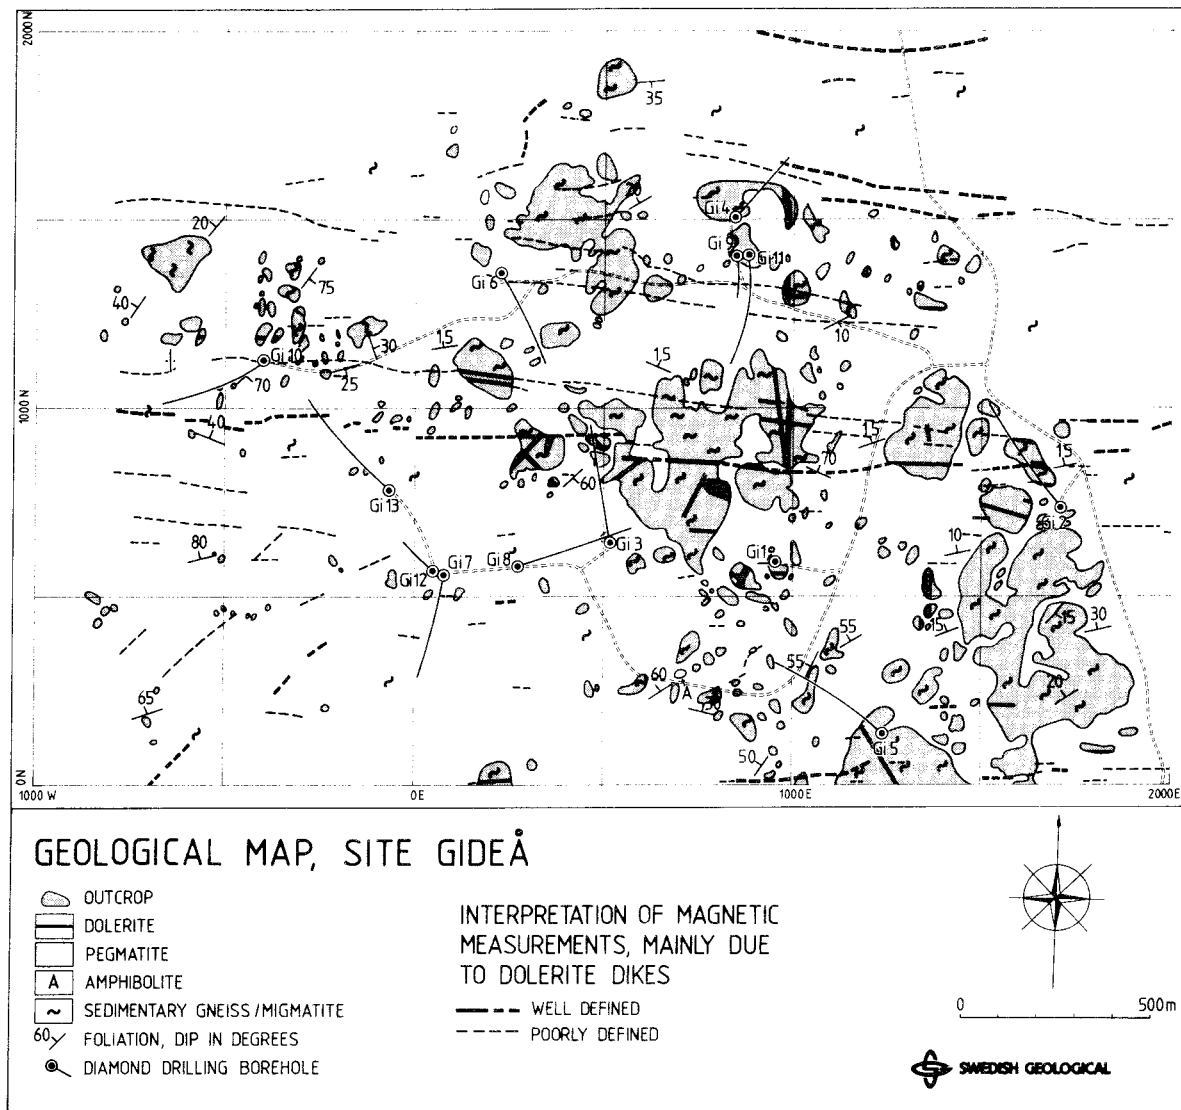 2000 N
35
20
20
Gi 4
Gi 9
Gi 11
75
40
Gi 6
10
30
15
15
Gi 10
25
70
1000 N
40
15
15
70
60
Gi 13
Gi 2
80
10
Gi 3
Gi 8
Gi 1
Gi 12
Gi 7
15
15
30
55
55
60
A
20
65
50
Gi 5
0 N
1000 W
0 E
1000 E
2000 E
GEOLOGICAL MAP, SITE GIDEÅ
OUTCROP
DOLERITE
PEGMATITE
A AMPHIBOLITE
SEDIMENTARY GNEISS/MIGMATITE
60 FOLIATION, DIP IN DEGREES
DIAMOND DRILLING BOREHOLE
INTERPRETATION OF MAGNETIC
MEASUREMENTS, MAINLY DUE
TO DOLERITE DIKES
WELL DEFINED
POORLY DEFINED
0 500m
SWEDISH GEOLOGICAL